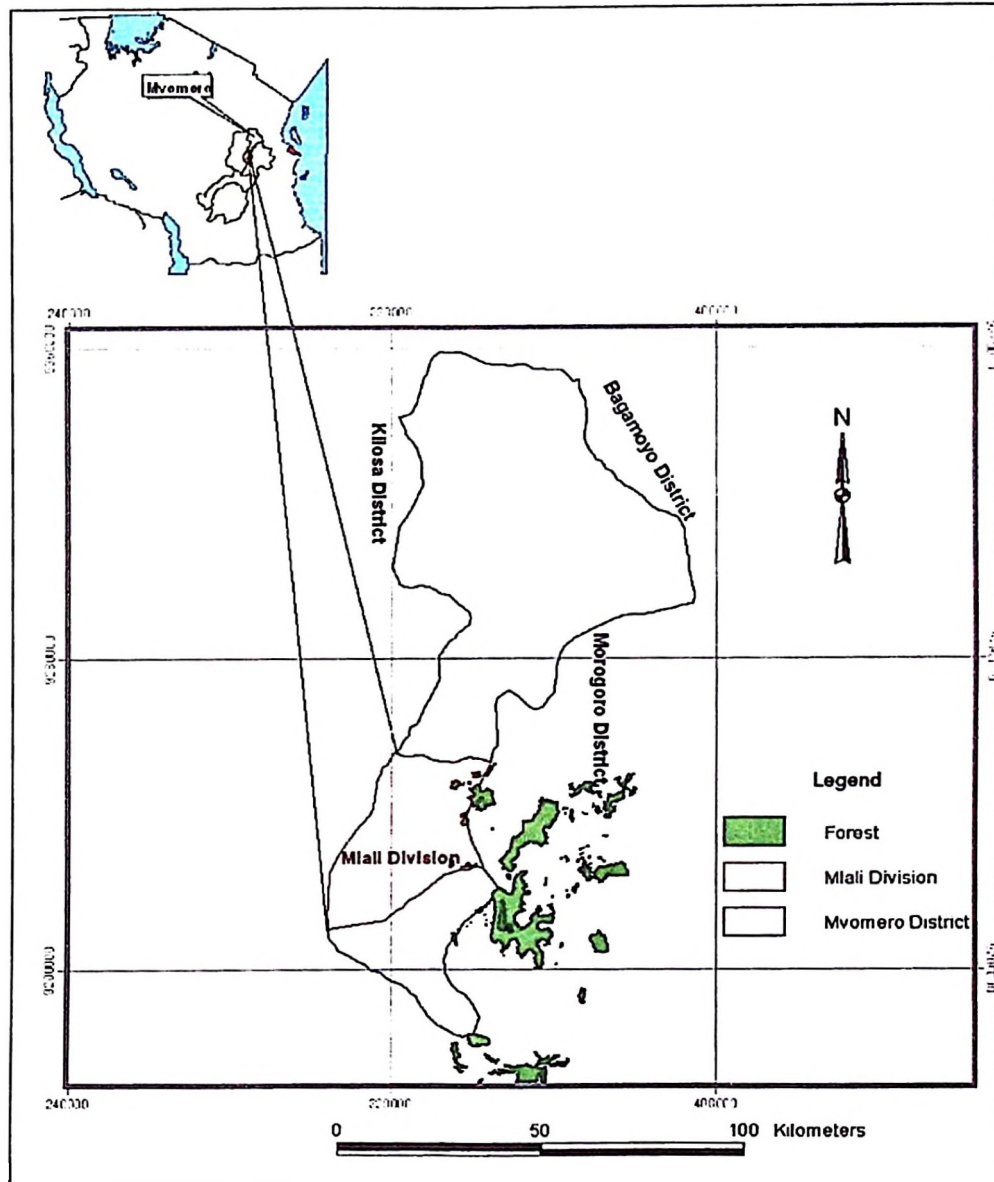 Mvomero
240000
400000
Kilosa District
Bagamoyo District
N
Morogoro District
Legend
Forest
Mlali Division
Mlali Division
Mvomero District
240000
400000
0 50 100 Kilometers